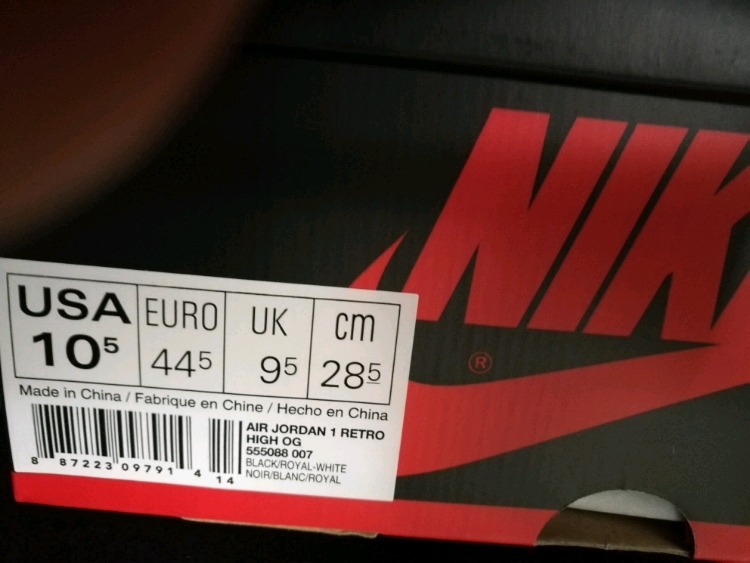 NIK
®
USA EURO UK cm
10⁵ 44⁵ 9⁵ 28⁵
Made in China / Fabrique en Chine / Hecho en China
AIR JORDAN 1 RETRO
HIGH OG
555088 007
BLACK/ROYAL-WHITE
NOIR/BLANC/ROYAL
8 87223 09791 4 14